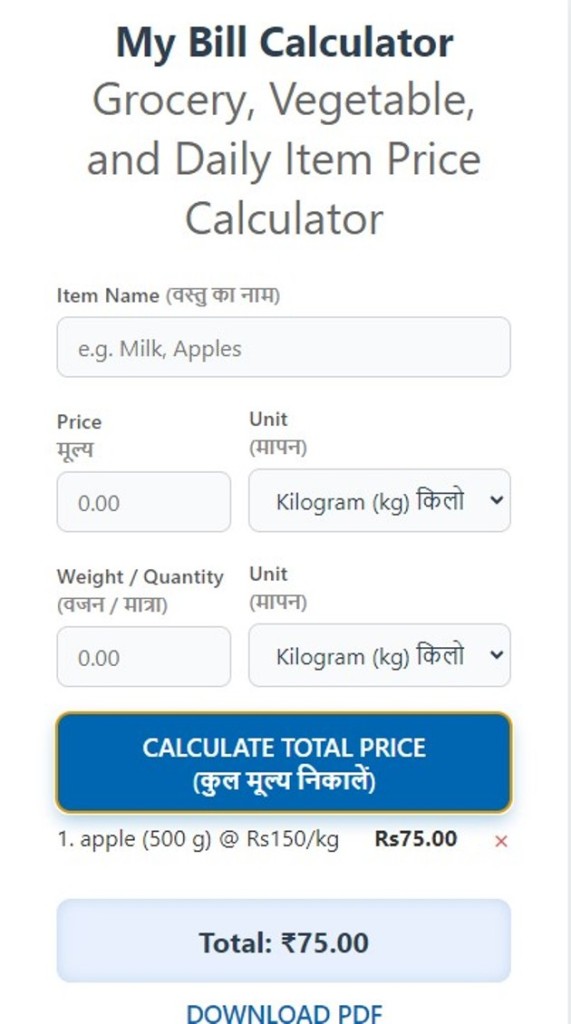 My Bill Calculator
Grocery, Vegetable,
and Daily Item Price
Calculator
Item Name (वस्तु का नाम)
e.g. Milk, Apples
Price
मूल्य
Unit
(मापन)
0.00
Kilogram (kg) किलो
Weight / Quantity
(वजन / मात्रा)
Unit
(मापन)
0.00
Kilogram (kg) किलो
CALCULATE TOTAL PRICE
(कुल मूल्य निकालें)
1. apple (500 g) @ Rs150/kg Rs75.00 ×
Total: ₹75.00
DOWNLOAD PDF